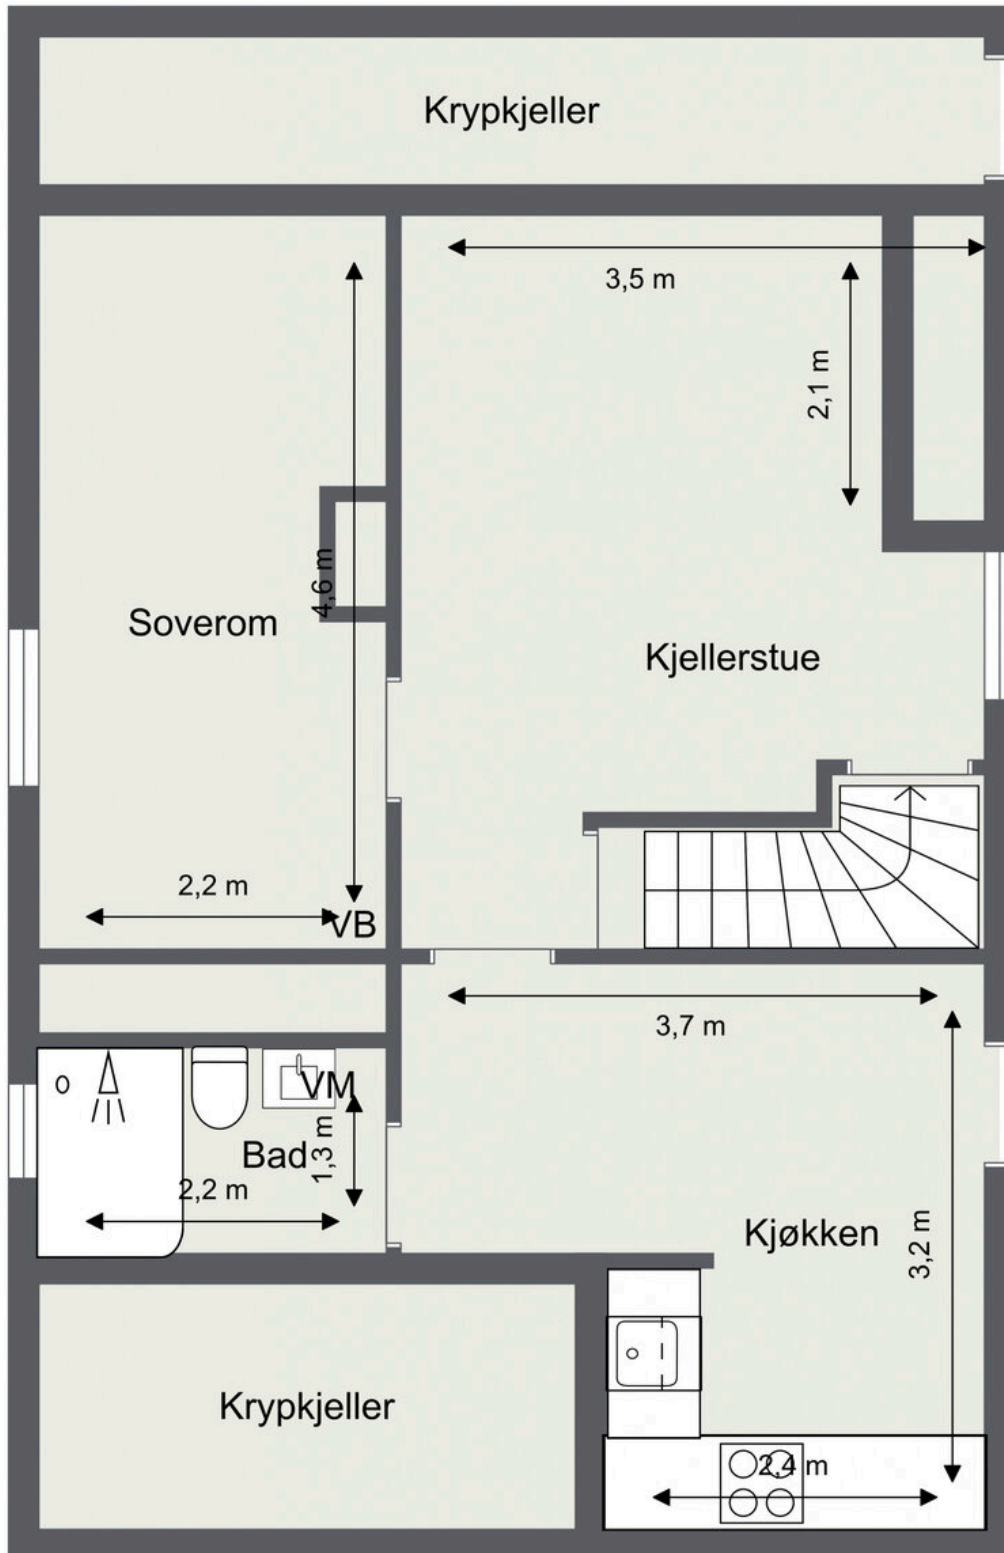 Krypkjeller
3,5 m
2,1 m
4,6 m
Soverom
Kjellerstue
2,2 m
VB
3,7 m
VM
1,3 m
Bad
2,2 m
Kjøkken
3,2 m
Krypkjeller
2,4 m